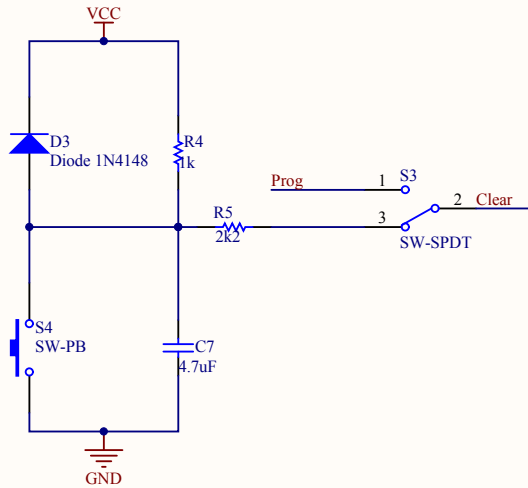 VCC
D3
Diode 1N4148
R4
1k
Prog
1
S3
2
Clear
R5
2k2
3
SW-SPDT
S4
SW-PB
C7
4.7uF
GND